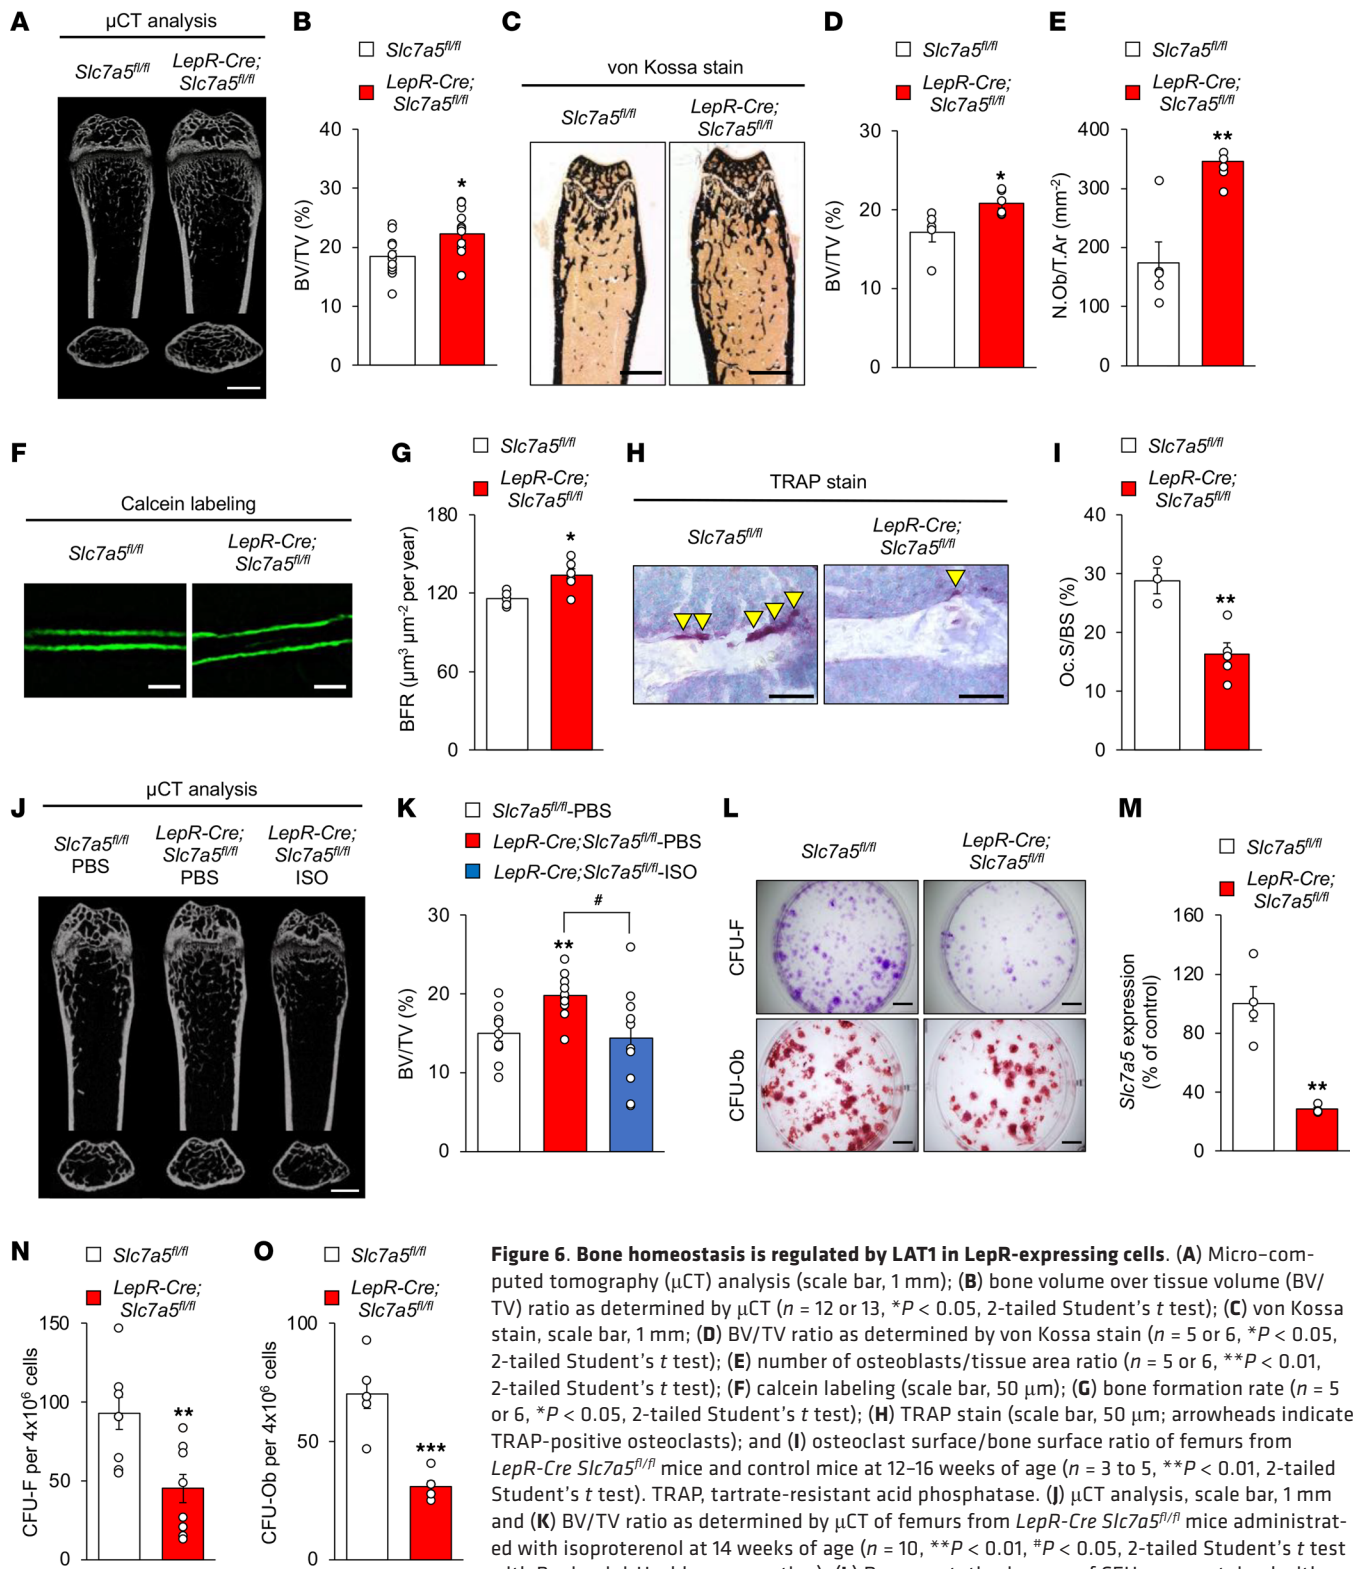 A
µCT analysis
Slc7a5fl/fl
LepR-Cre;
Slc7a5fl/fl
B
Slc7a5fl/fl
LepR-Cre;
Slc7a5fl/fl
BV/TV (%)
40
30
20
10
0
*
C
von Kossa stain
Slc7a5fl/fl
LepR-Cre;
Slc7a5fl/fl
D
Slc7a5fl/fl
LepR-Cre;
Slc7a5fl/fl
BV/TV (%)
30
20
10
0
*
E
Slc7a5fl/fl
LepR-Cre;
Slc7a5fl/fl
N.Ob/T.Ar (mm⁻²)
400
300
200
100
0
**
F
Calcein labeling
Slc7a5fl/fl
LepR-Cre;
Slc7a5fl/fl
G
Slc7a5fl/fl
LepR-Cre;
Slc7a5fl/fl
BFR (µm³ µm⁻² per year)
180
120
60
0
*
H
TRAP stain
Slc7a5fl/fl
LepR-Cre;
Slc7a5fl/fl
I
Slc7a5fl/fl
LepR-Cre;
Slc7a5fl/fl
Oc.S/BS (%)
40
30
20
10
0
**
J
µCT analysis
Slc7a5fl/fl
PBS
LepR-Cre;
Slc7a5fl/fl
PBS
LepR-Cre;
Slc7a5fl/fl
ISO
K
Slc7a5fl/fl-PBS
LepR-Cre;Slc7a5fl/fl-PBS
LepR-Cre;Slc7a5fl/fl-ISO
BV/TV (%)
30
20
10
0
**
#
L
Slc7a5fl/fl
LepR-Cre;
Slc7a5fl/fl
CFU-F
CFU-Ob
M
Slc7a5fl/fl
LepR-Cre;
Slc7a5fl/fl
Slc7a5 expression
(% of control)
160
120
80
40
0
**
N
Slc7a5fl/fl
LepR-Cre;
Slc7a5fl/fl
CFU-F per 4x10⁶ cells
150
100
50
0
**
O
Slc7a5fl/fl
LepR-Cre;
Slc7a5fl/fl
CFU-Ob per 4x10⁶ cells
100
50
0
***
Figure 6. Bone homeostasis is regulated by LAT1 in LepR-expressing cells. (A) Micro–com-
puted tomography (µCT) analysis (scale bar, 1 mm); (B) bone volume over tissue volume (BV/
TV) ratio as determined by µCT (n = 12 or 13, *P < 0.05, 2-tailed Student's t test); (C) von Kossa
stain, scale bar, 1 mm; (D) BV/TV ratio as determined by von Kossa stain (n = 5 or 6, *P < 0.05,
2-tailed Student's t test); (E) number of osteoblasts/tissue area ratio (n = 5 or 6, **P < 0.01,
2-tailed Student's t test); (F) calcein labeling (scale bar, 50 µm); (G) bone formation rate (n = 5
or 6, *P < 0.05, 2-tailed Student's t test); (H) TRAP stain (scale bar, 50 µm; arrowheads indicate
TRAP-positive osteoclasts); and (I) osteoclast surface/bone surface ratio of femurs from
LepR-Cre Slc7a5fl/fl mice and control mice at 12–16 weeks of age (n = 3 to 5, **P < 0.01, 2-tailed
Student's t test). TRAP, tartrate-resistant acid phosphatase. (J) µCT analysis, scale bar, 1 mm
and (K) BV/TV ratio as determined by µCT of femurs from LepR-Cre Slc7a5fl/fl mice administrat-
ed with isoproterenol at 14 weeks of age (n = 10, **P < 0.01, #P < 0.05, 2-tailed Student's t test